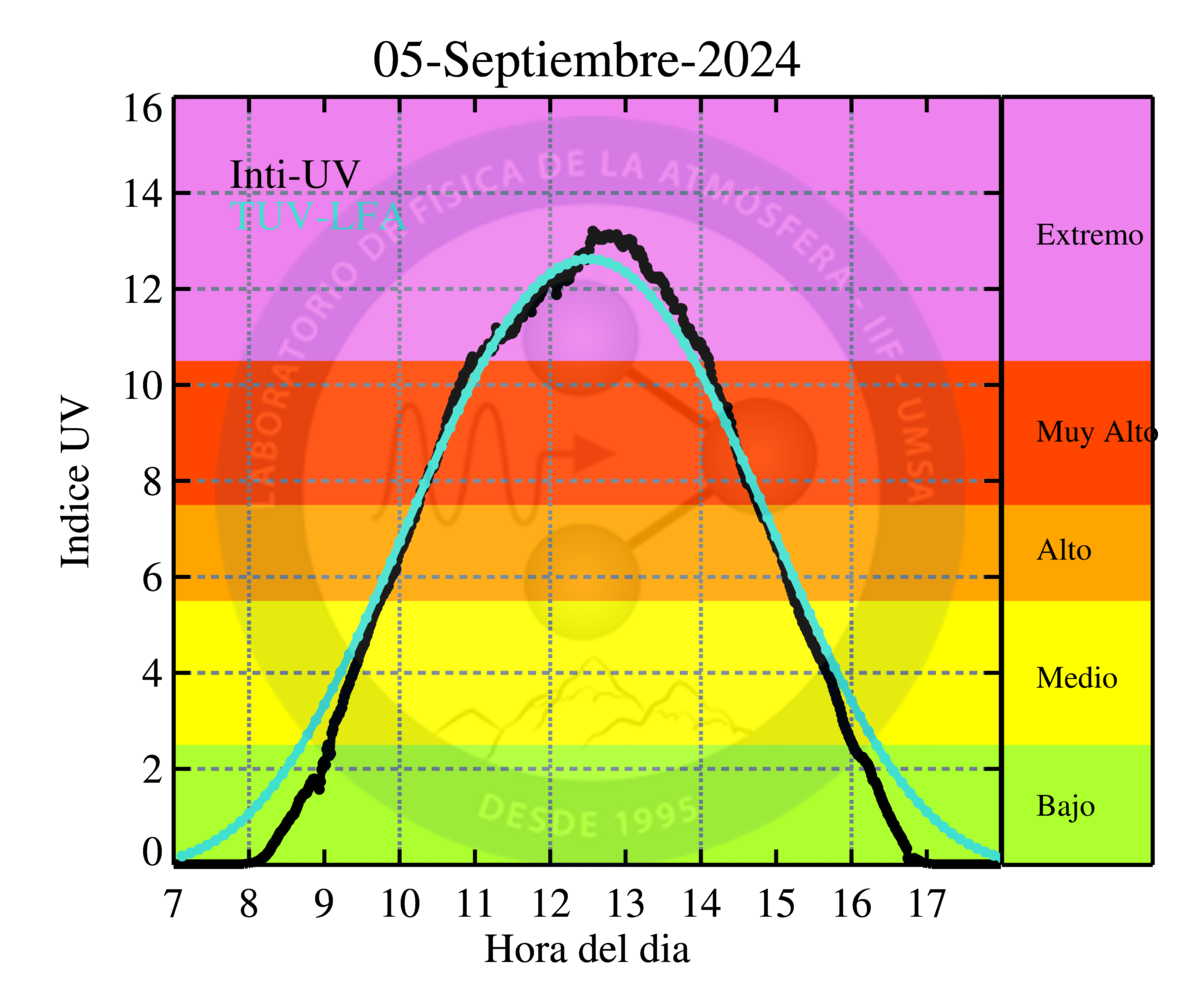 05-Septiembre-2024
16
14
12
10
8
6
4
2
0
Indice UV
Inti-UV
TUV-LFA
LABORATORIO DE FÍSICA DE LA ATMÓSFERA - IIF - UMSA
DESDE 1995
Extremo
Muy Alto
Alto
Medio
Bajo
7 8 9 10 11 12 13 14 15 16 17
Hora del dia